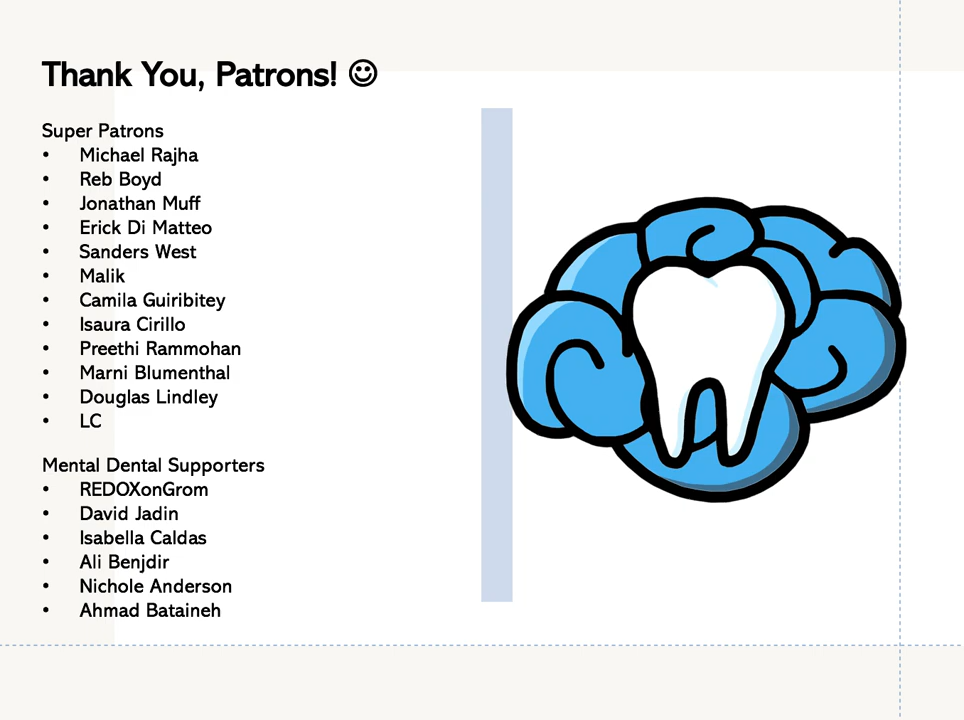 Thank You, Patrons! ☺
Super Patrons
• Michael Rajha
• Reb Boyd
• Jonathan Muff
• Erick Di Matteo
• Sanders West
• Malik
• Camila Guiribitey
• Isaura Cirillo
• Preethi Rammohan
• Marni Blumenthal
• Douglas Lindley
• LC
Mental Dental Supporters
• REDOXonGrom
• David Jadin
• Isabella Caldas
• Ali Benjdir
• Nichole Anderson
• Ahmad Bataineh